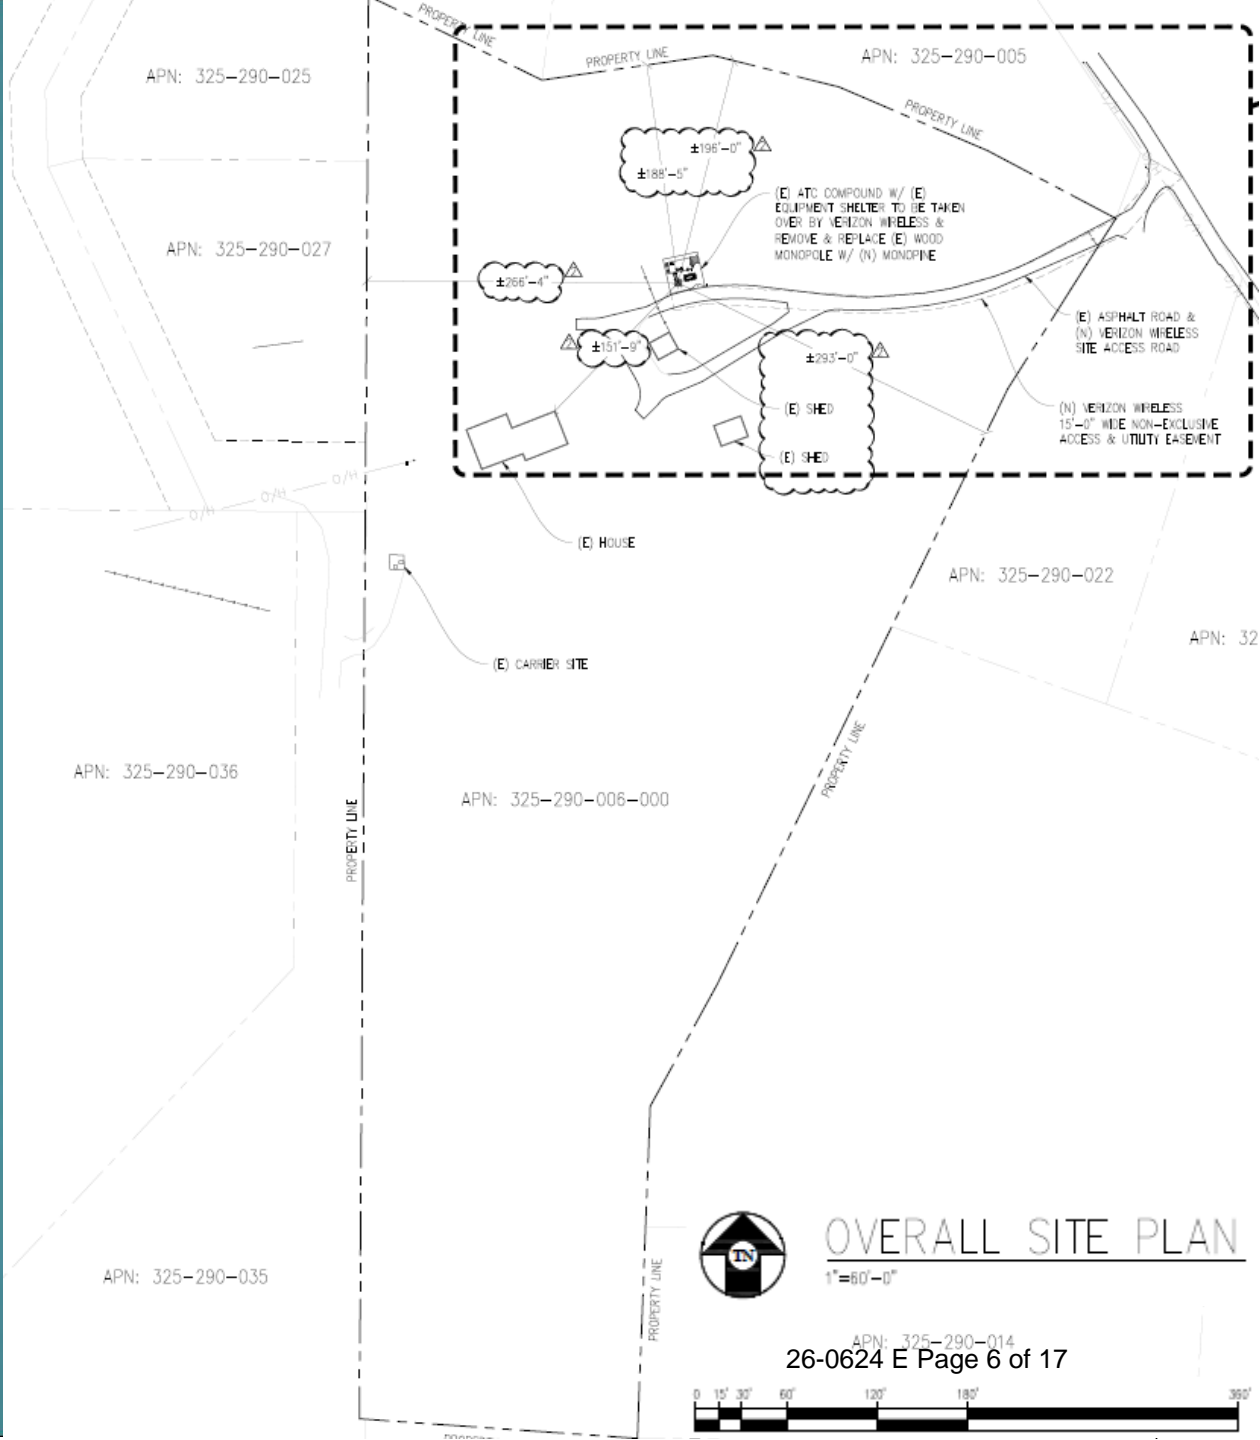 PROPERTY LINE
PROPERTY LINE
APN: 325-290-005
APN: 325-290-025
PROPERTY LINE
±196'-0"
2
±188'-5"
(E) ATC COMPOUND W/ (E)
EQUIPMENT SHELTER TO BE TAKEN
OVER BY VERIZON WIRELESS &
REMOVE & REPLACE (E) WOOD
MONOPOLE W/ (N) MONOPINE
APN: 325-290-027
±266'-4"
2
(E) ASPHALT ROAD &
(N) VERIZON WIRELESS
SITE ACCESS ROAD
2
±151'-9"
±293'-0"
2
(E) SHED
(N) VERIZON WIRELESS
15'-0" WIDE NON-EXCLUSIVE
ACCESS & UTILITY EASEMENT
(E) SHED
O/H
O/H
O/H
(E) HOUSE
APN: 325-290-022
APN: 32
(E) CARRIER SITE
PROPERTY LINE
APN: 325-290-036
APN: 325-290-006-000
PROPERTY LINE
TN
OVERALL SITE PLAN
1"=60'-0"
APN: 325-290-035
PROPERTY LINE
APN: 325-290-014
26-0624 E Page 6 of 17
0 15' 30' 60' 120' 180' 360'